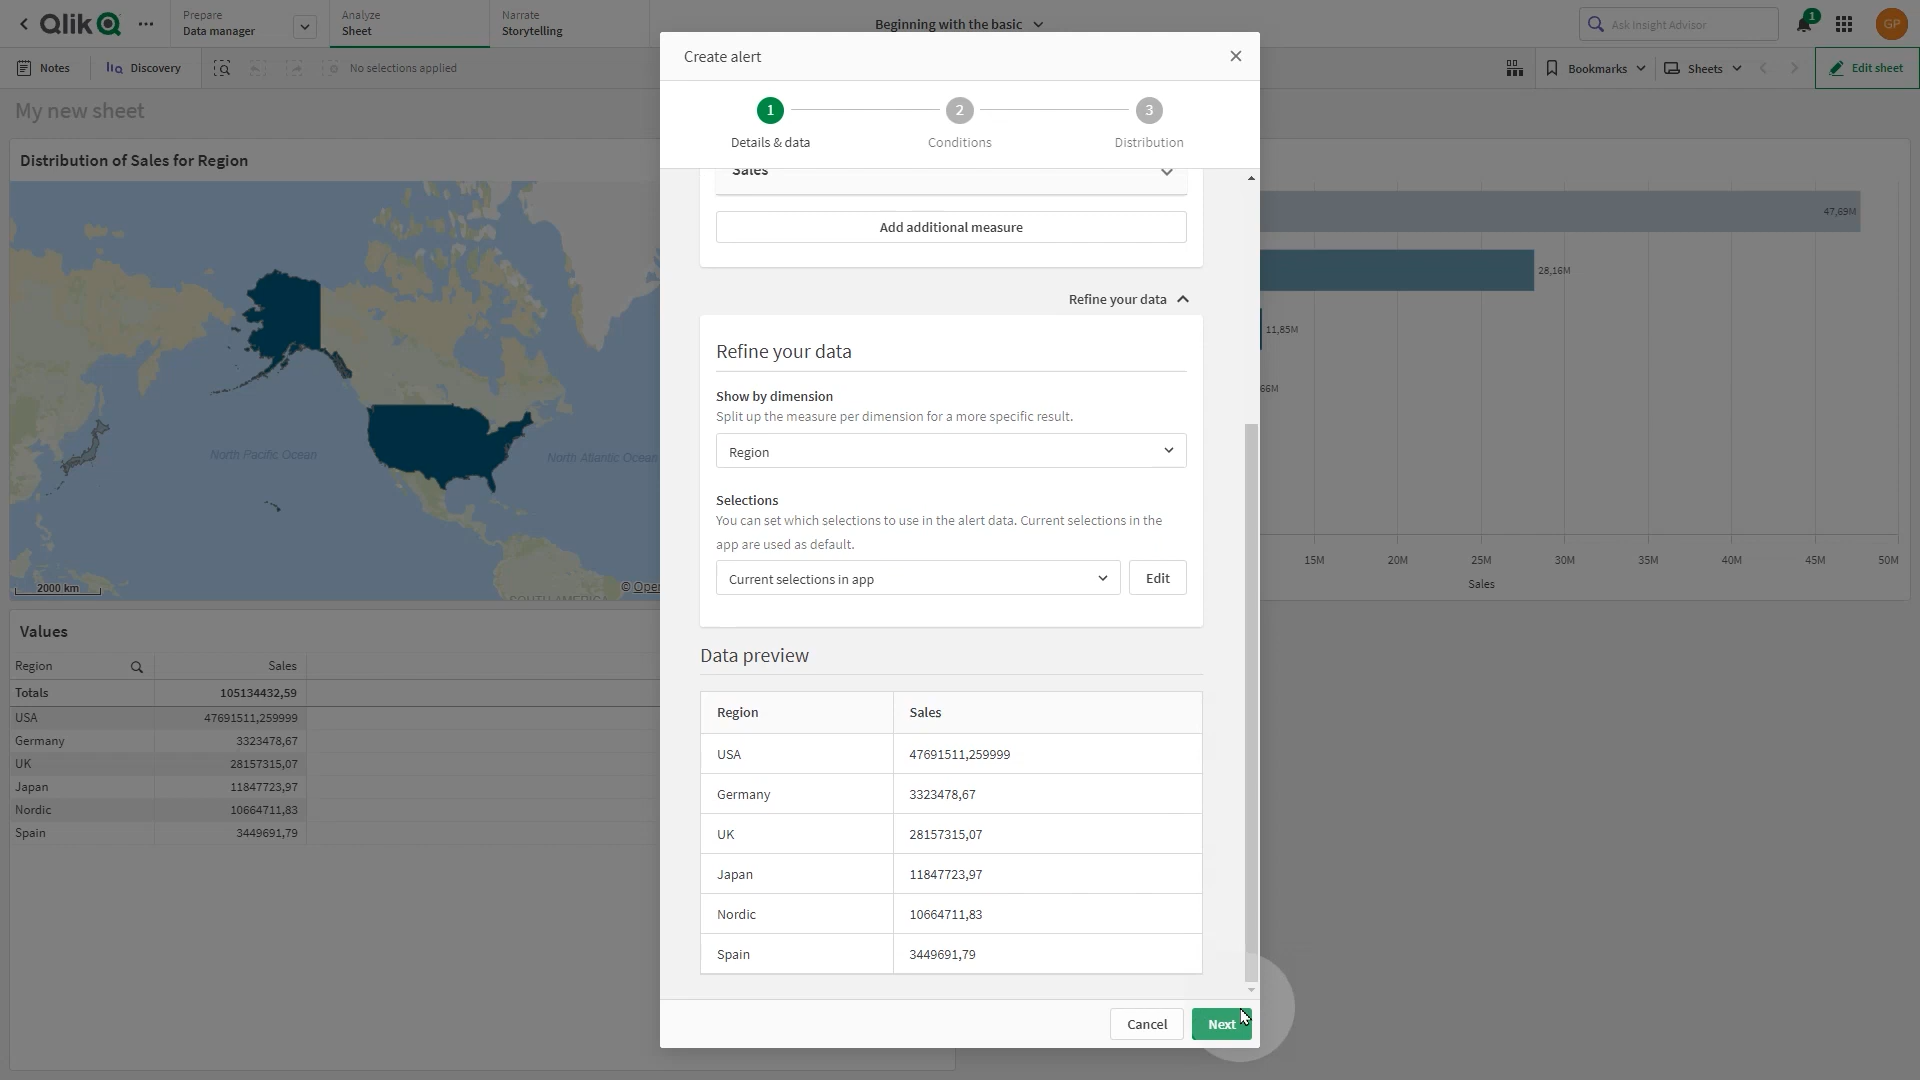 Qlik
Prepare
Data manager
Analyze
Sheet
Narrate
Storytelling
Beginning with the basic
Ask Insight Advisor
1
GP
Notes
Discovery
No selections applied
Bookmarks
Sheets
Edit sheet
My new sheet
Distribution of Sales for Region
North Pacific Ocean
North Atlantic Ocean
SOUTH AMERICA
2000 km
© Open
Values
Region
Sales
Totals
105134432,59
USA
47691511,259999
Germany
3323478,67
UK
28157315,07
Japan
11847723,97
Nordic
10664711,83
Spain
3449691,79
Create alert
1
2
3
Details & data
Conditions
Distribution
Sales
Add additional measure
Refine your data
Refine your data
Show by dimension
Split up the measure per dimension for a more specific result.
Region
Selections
You can set which selections to use in the alert data. Current selections in the
app are used as default.
Current selections in app
Edit
Data preview
Region
Sales
USA
47691511,259999
Germany
3323478,67
UK
28157315,07
Japan
11847723,97
Nordic
10664711,83
Spain
3449691,79
Cancel
Next
47,69M
28,16M
11,85M
66M
15M
20M
25M
30M
35M
40M
45M
50M
Sales